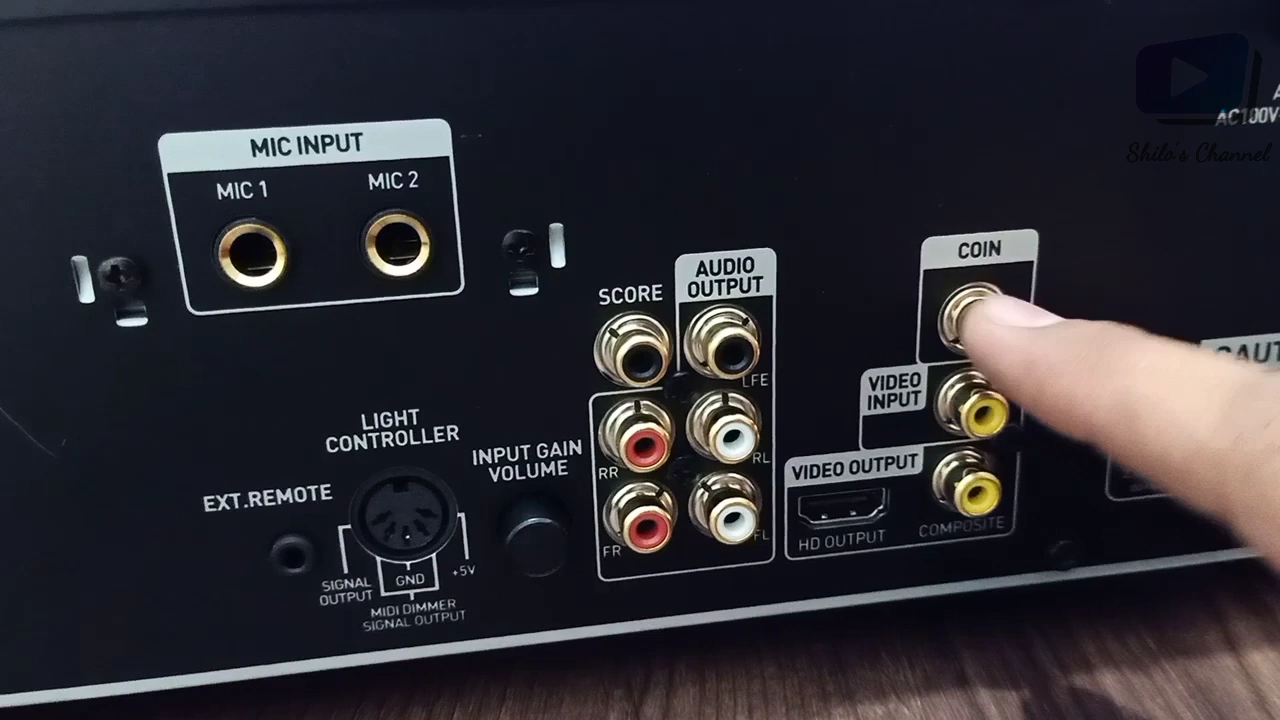 Shilo's Channel
AC100V
MIC INPUT
MIC 1
MIC 2
COIN
AUDIO
OUTPUT
SCORE
LFE
VIDEO
INPUT
LIGHT
CONTROLLER
INPUT GAIN
VOLUME
RR
RL
VIDEO OUTPUT
EXT.REMOTE
HD OUTPUT
COMPOSITE
FR
FL
SIGNAL
OUTPUT
GND
+5V
MIDI DIMMER
SIGNAL OUTPUT